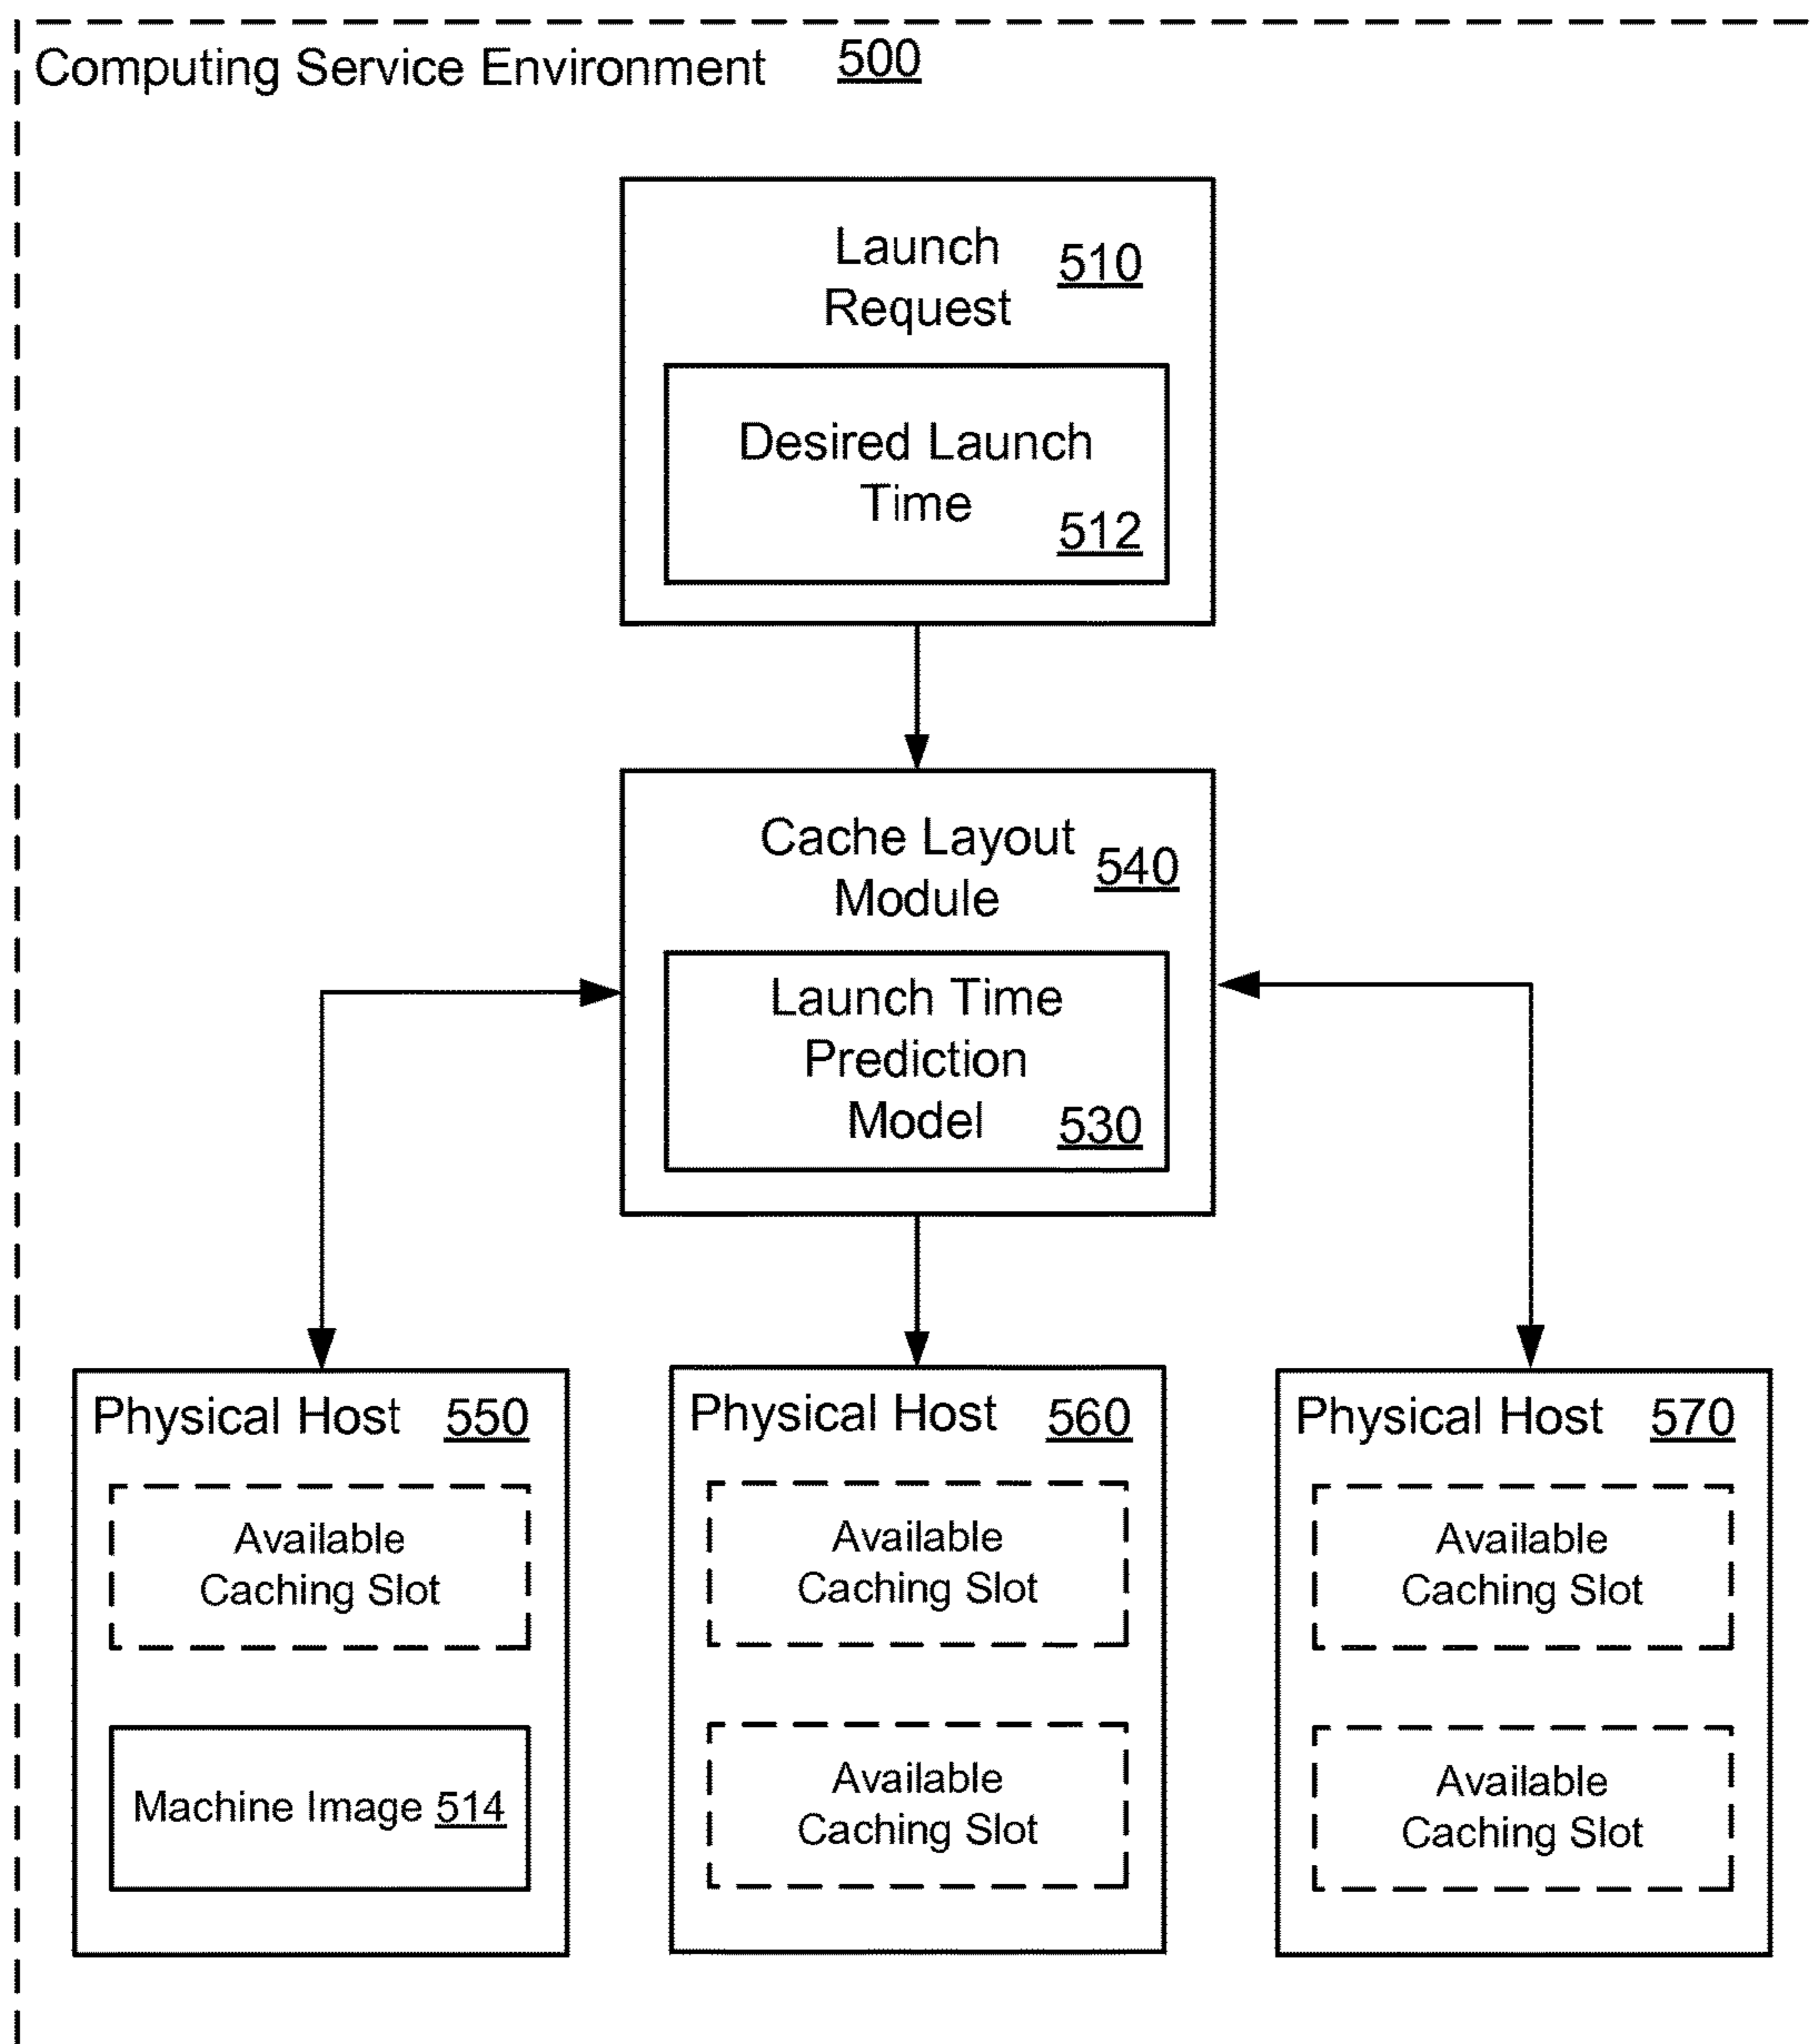 Computing Service Environment 500
Launch
Request 510
Desired Launch
Time 512
Cache Layout
Module 540
Launch Time
Prediction
Model 530
Physical Host 550
Available
Caching Slot
Machine Image 514
Physical Host 560
Available
Caching Slot
Available
Caching Slot
Physical Host 570
Available
Caching Slot
Available
Caching Slot